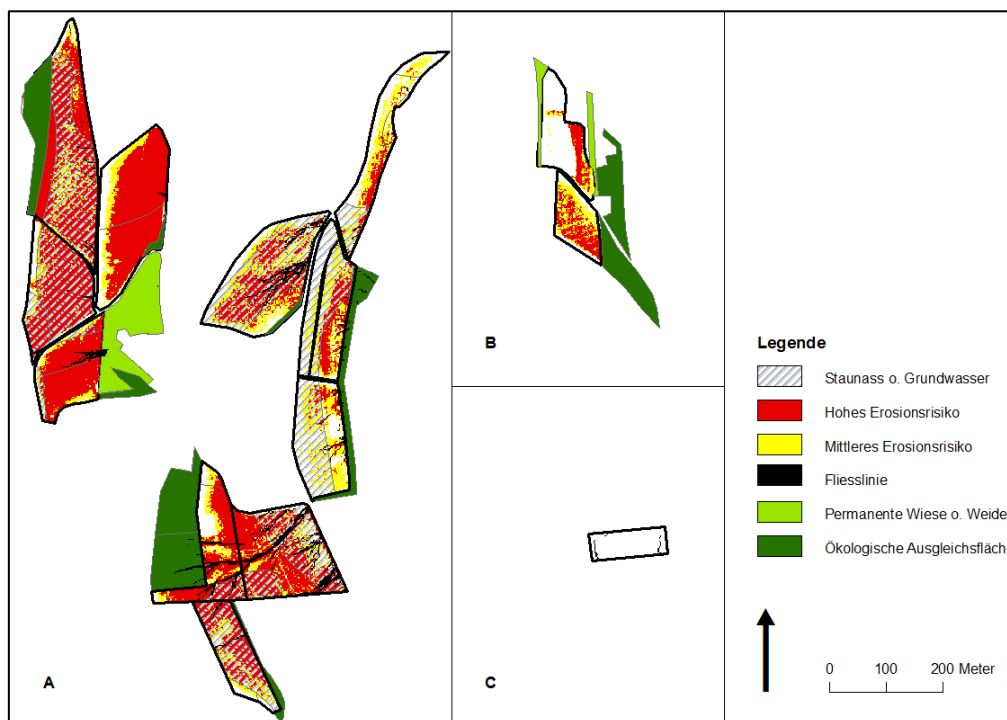 A
B
C
Legende
Staunass o. Grundwasser
Hohes Erosionsrisiko
Mittleres Erosionsrisiko
Fliesslinie
Permanente Wiese o. Weide
Ökologische Ausgleichsfläch
0 100 200 Meter